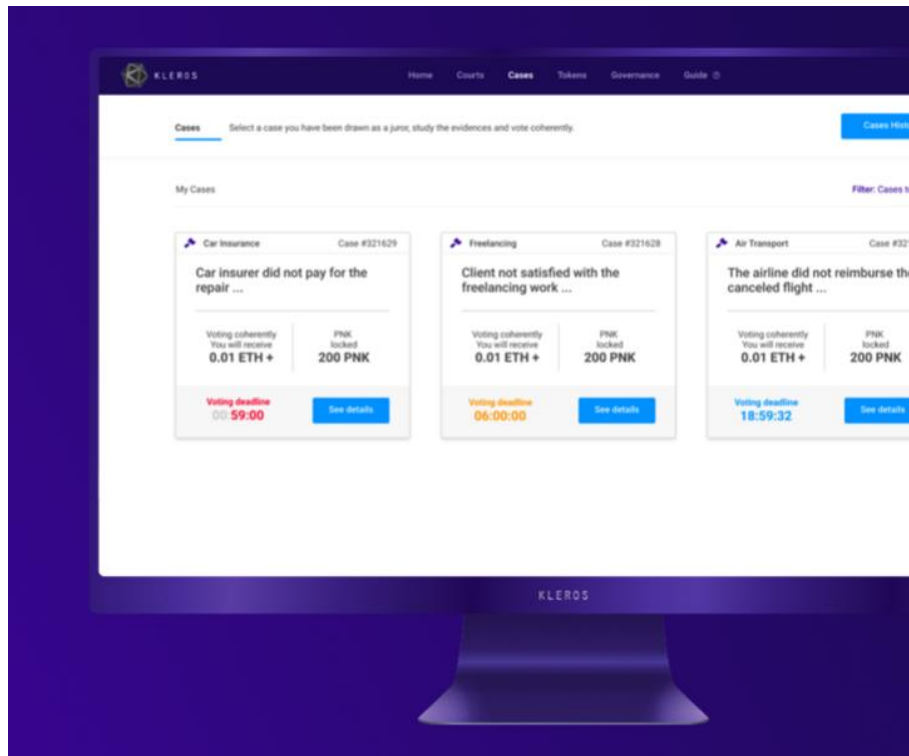 KLEROS
Home Courts Cases Tokens Governance Guide
Cases Select a case you have been drawn as a juror, study the evidences and vote coherently.
Cases
My Cases
Filter: Cases
Car Insurance Case #321629
Car insurer did not pay for the
repair ...
Voting coherently
You will receive
0.01 ETH +
PNK
locked
200 PNK
Voting deadline
00:59:00
See details
Freelancing Case #321628
Client not satisfied with the
freelancing work ...
Voting coherently
You will receive
0.01 ETH +
PNK
locked
200 PNK
Voting deadline
06:00:00
See details
Air Transport Case
The airline did not reimburse
canceled flight ...
Voting coherently
You will receive
0.01 ETH +
PNK
locked
200 PNK
Voting deadline
18:59:32
See details
KLEROS